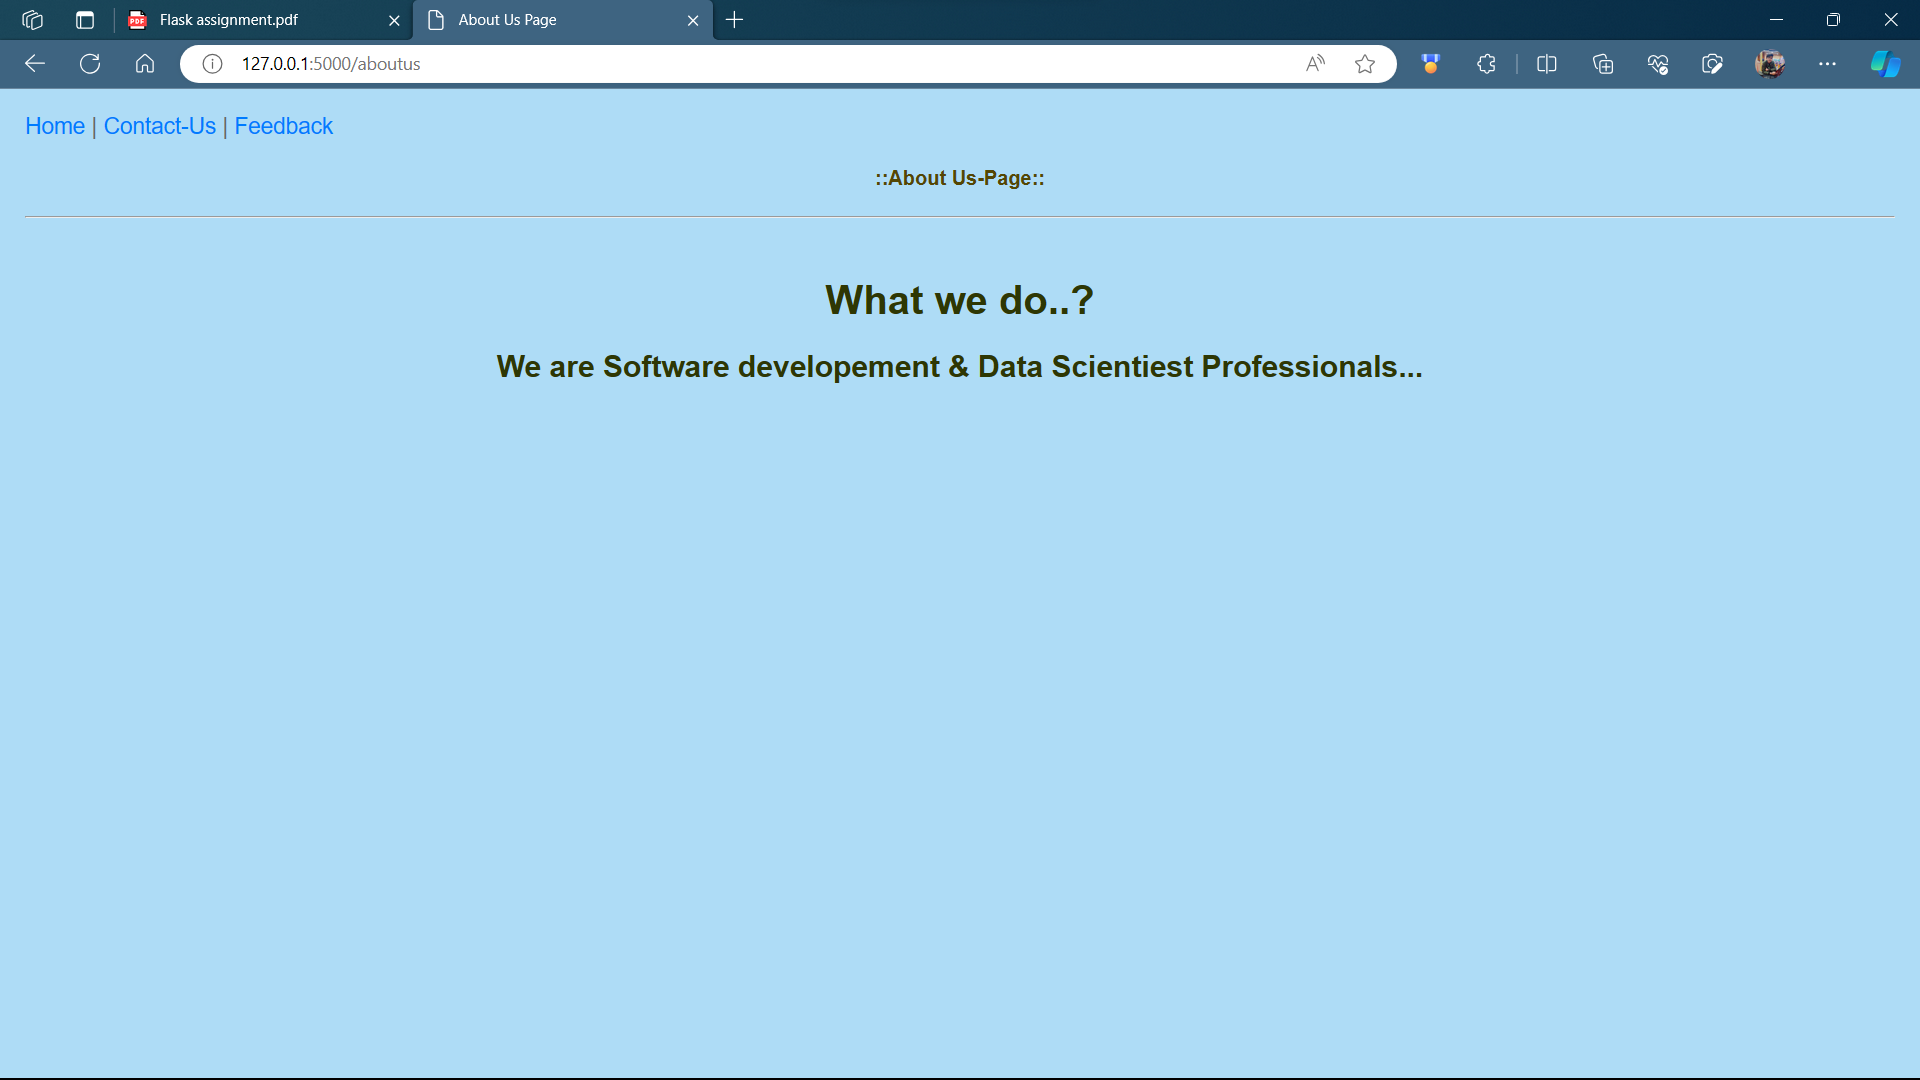 Flask assignment.pdf
About Us Page
127.0.0.1:5000/aboutus
Home | Contact-Us | Feedback
::About Us-Page::
What we do..?
We are Software developement & Data Scientiest Professionals...